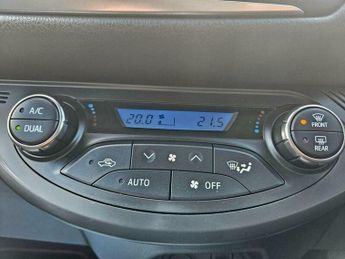 A/C
DUAL
20.0
21.5
FRONT
REAR
AUTO
OFF